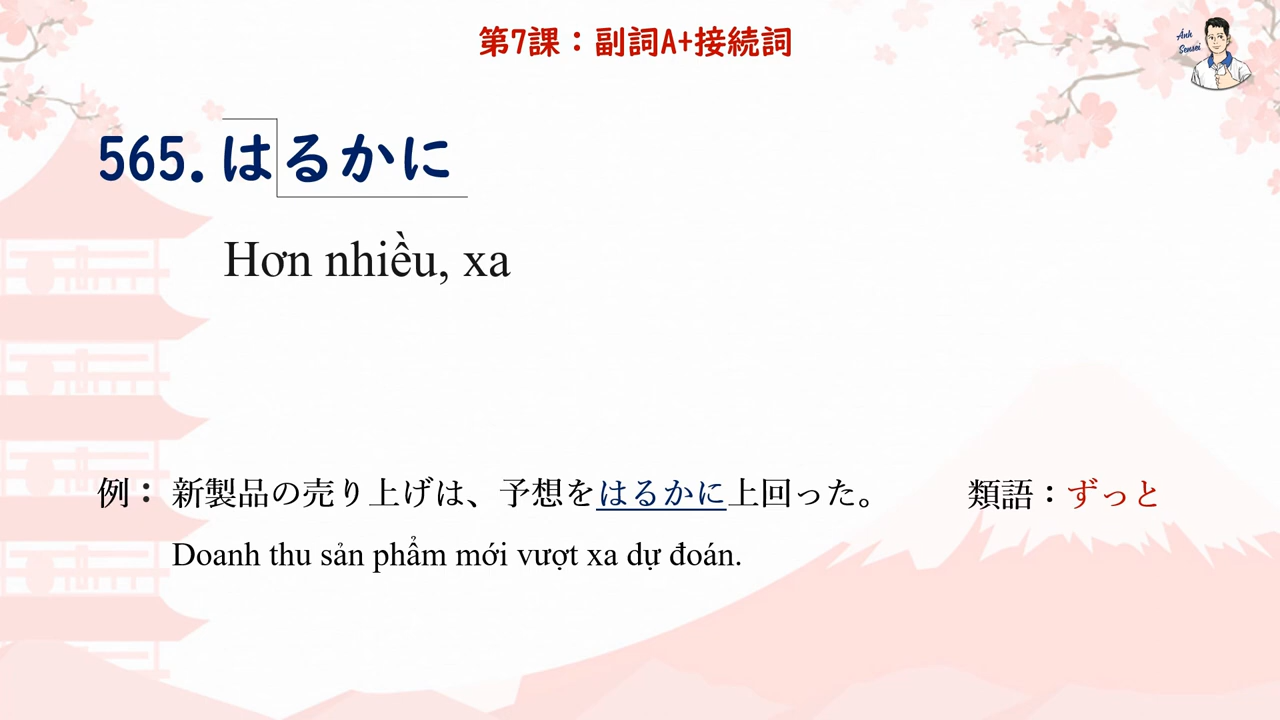 第7課：副詞A+接続詞
Ánh
Sensei
565. はるかに
Hơn nhiều, xa
例： 新製品の売り上げは、予想をはるかに上回った。 類語：ずっと
Doanh thu sản phẩm mới vượt xa dự đoán.